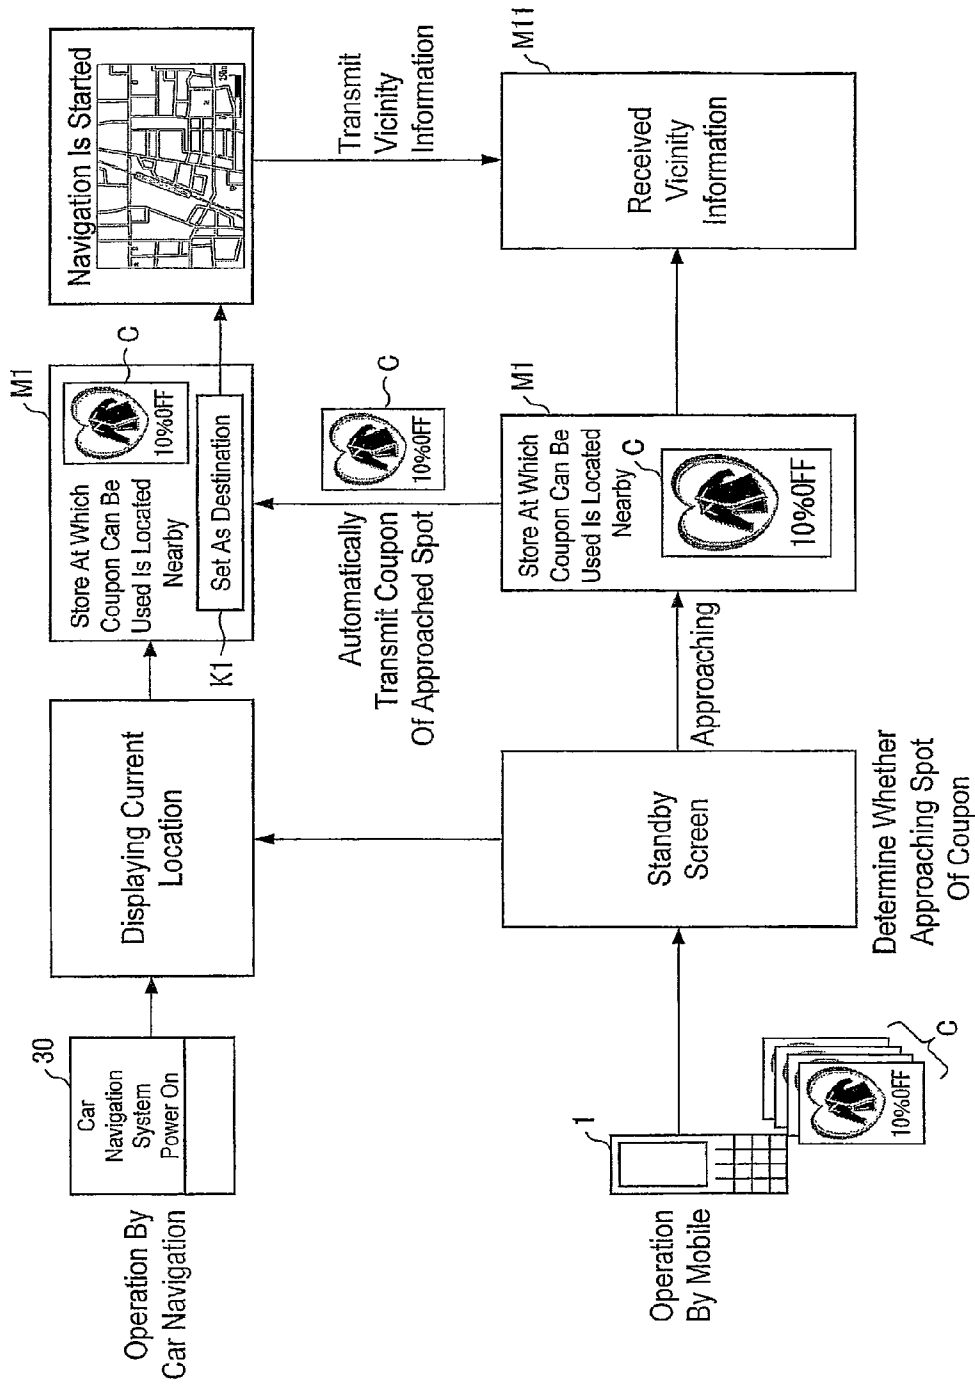 Operation By
Car Navigation
30
Car
Navigation
System
Power On
Displaying Current
Location
M1
Store At Which
Coupon Can Be
Used Is Located
Nearby
C
10%OFF
Set As Destination
K1
Navigation Is Started
250m
Automatically
Transmit Coupon
Of Approached Spot
C
10%OFF
Transmit
Vicinity
Information
Operation
By Mobile
1
10%OFF
C
Standby
Screen
Determine Whether
Approaching Spot
Of Coupon
Approaching
M1
Store At Which
Coupon Can Be
Used Is Located
Nearby
C
10%OFF
M11
Received
Vicinity
Information